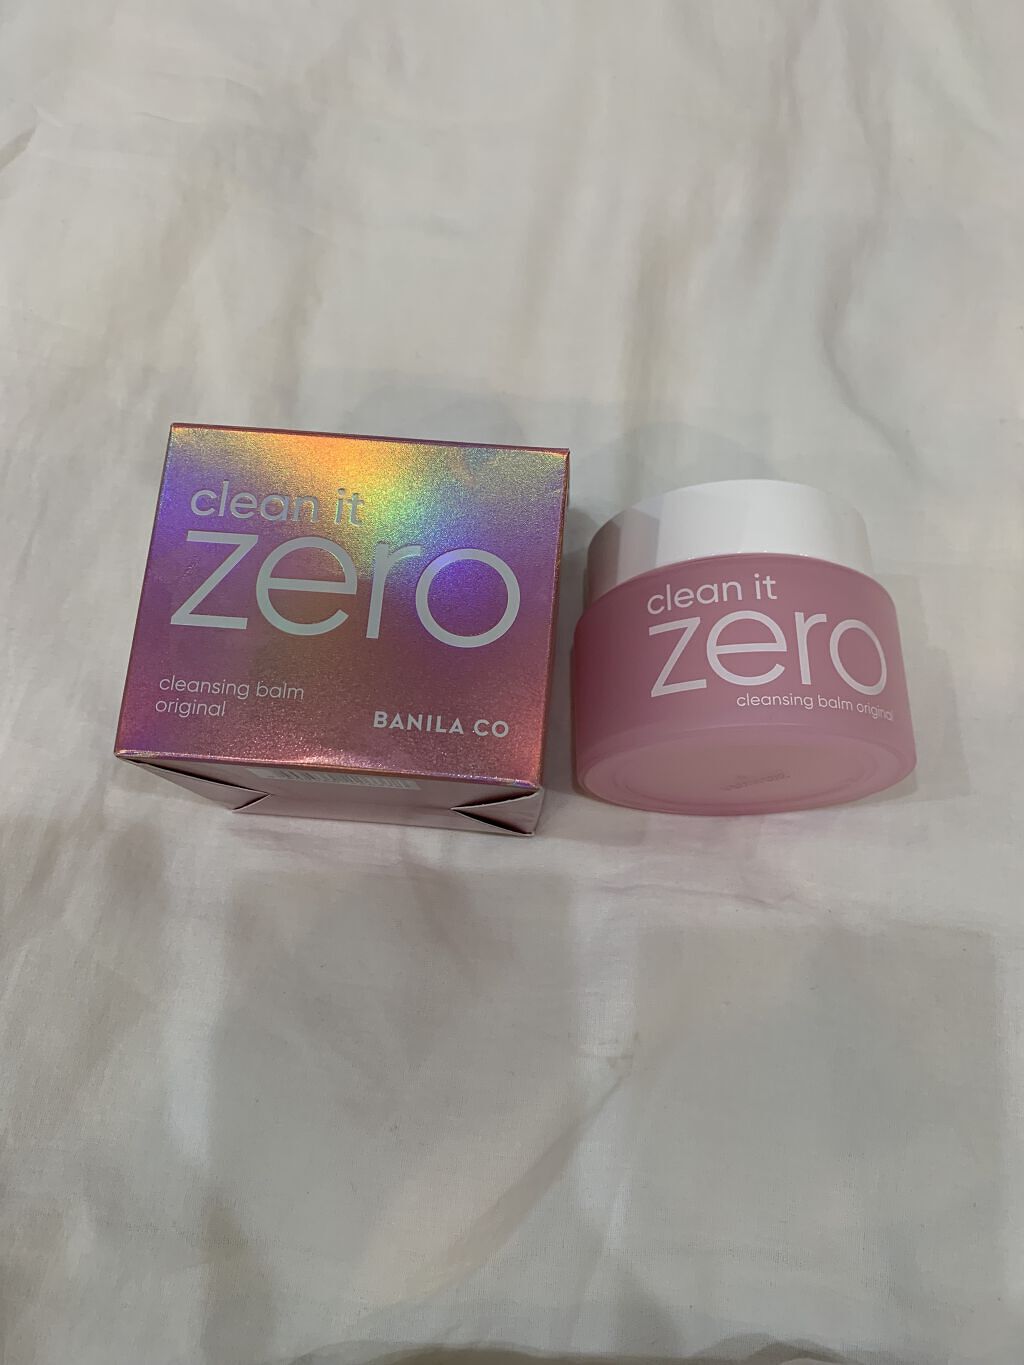 clean it
zero
cleansing balm
original
BANILA CO
clean it
zero
cleansing balm original